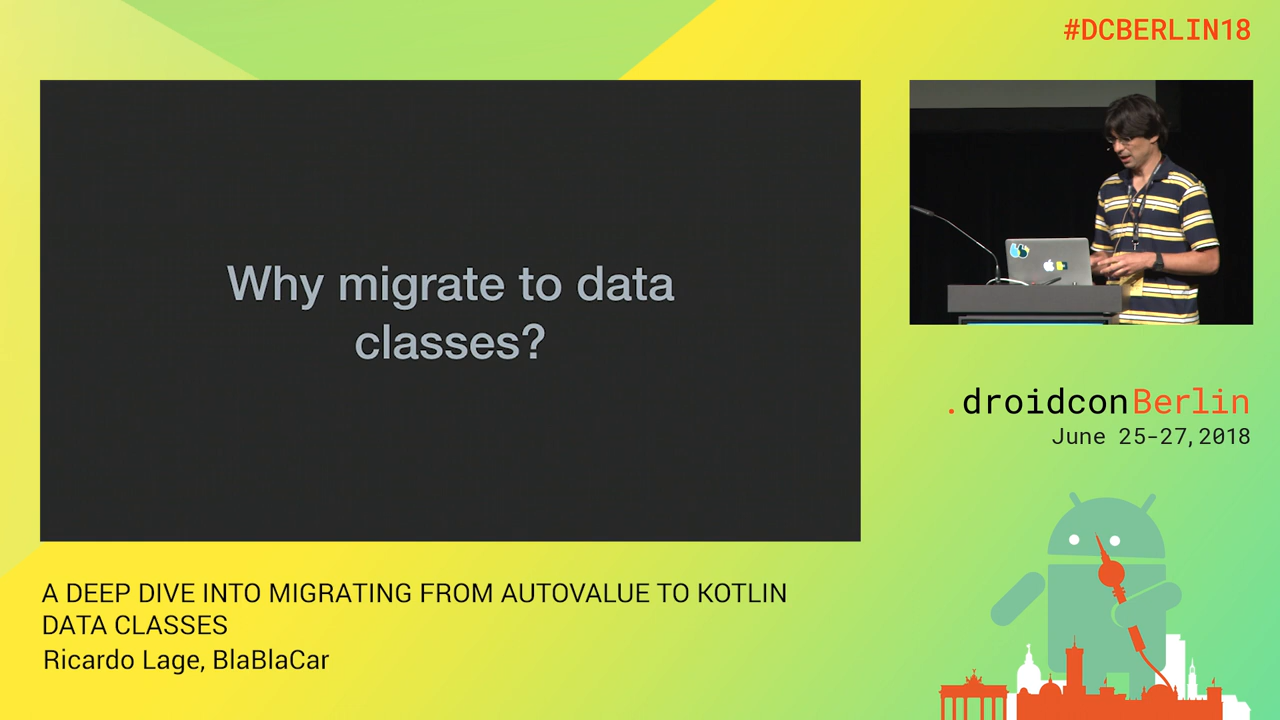 #DCBERLIN18
Why migrate to data
classes?
.droidconBerlin
June 25-27, 2018
A DEEP DIVE INTO MIGRATING FROM AUTOVALUE TO KOTLIN
DATA CLASSES
Ricardo Lage, BlaBlaCar